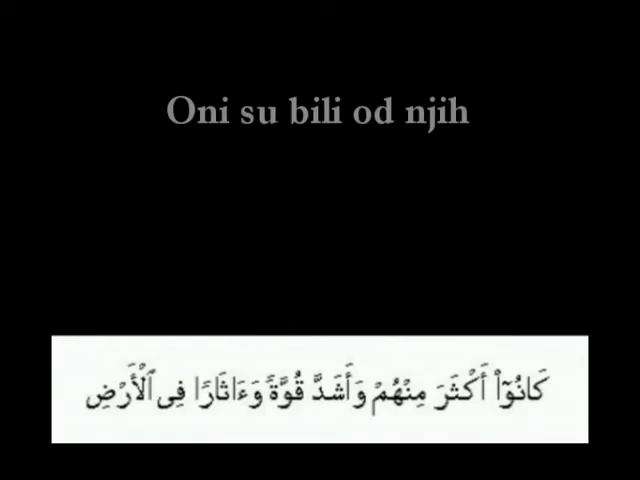 Oni su bili od njih
كَانُوٓا۟ أَكْثَرَ مِنْهُمْ وَأَشَدَّ قُوَّةً وَءَاثَارًا فِى ٱلْأَرْضِ